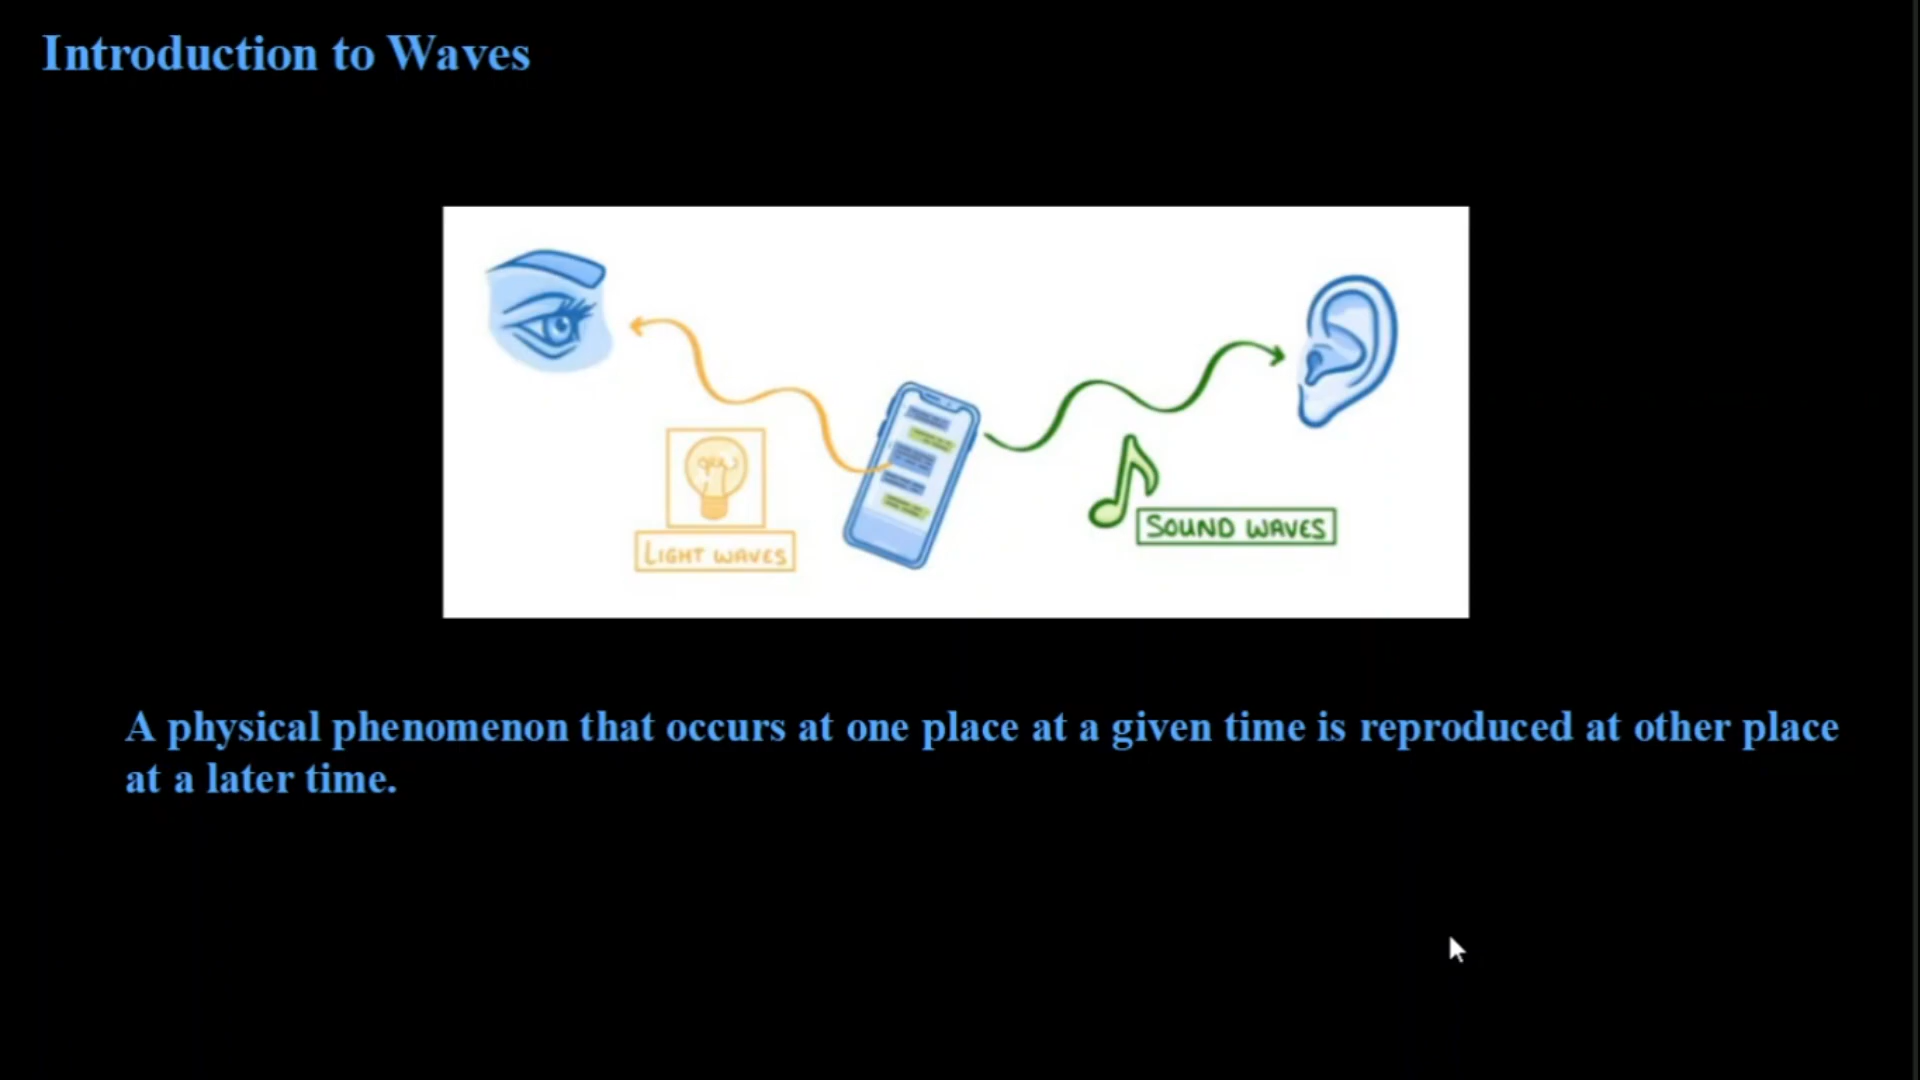 Introduction to Waves
LIGHT WAVES
SOUND WAVES
A physical phenomenon that occurs at one place at a given time is reproduced at other place
at a later time.